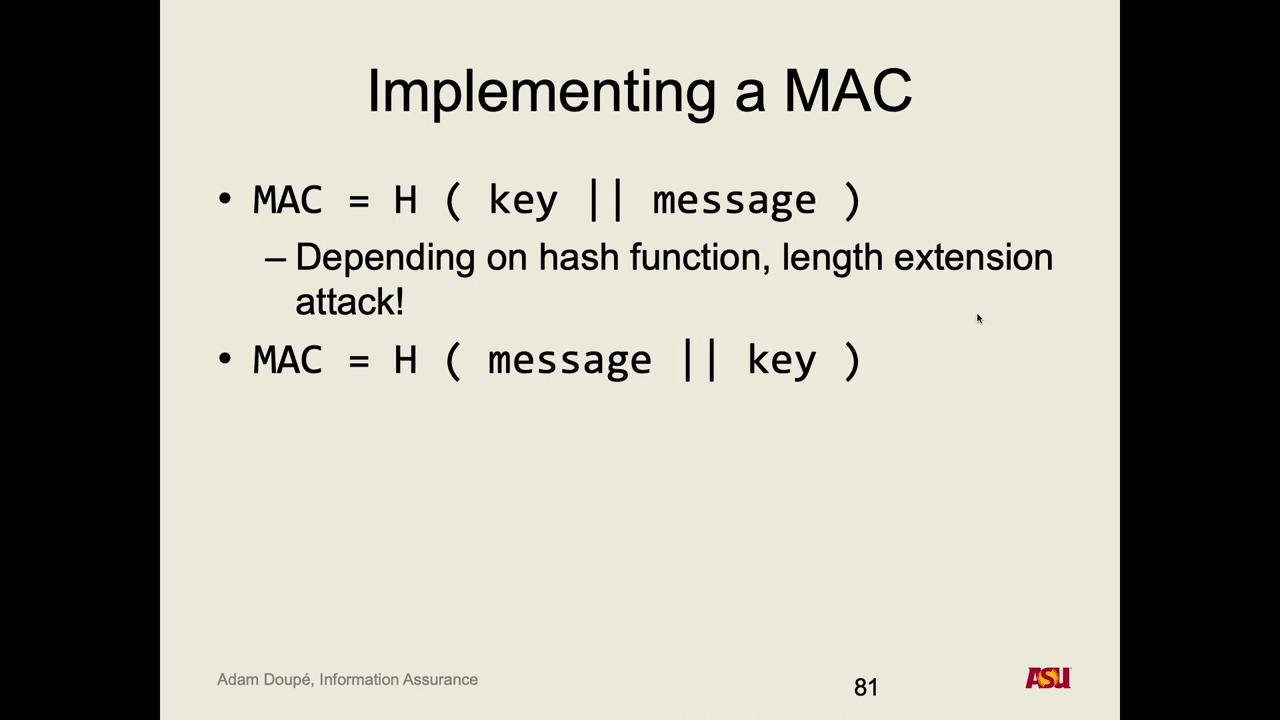 Implementing a MAC
• MAC = H ( key || message )
– Depending on hash function, length extension
attack!
• MAC = H ( message || key )
Adam Doupé, Information Assurance
81
ASU